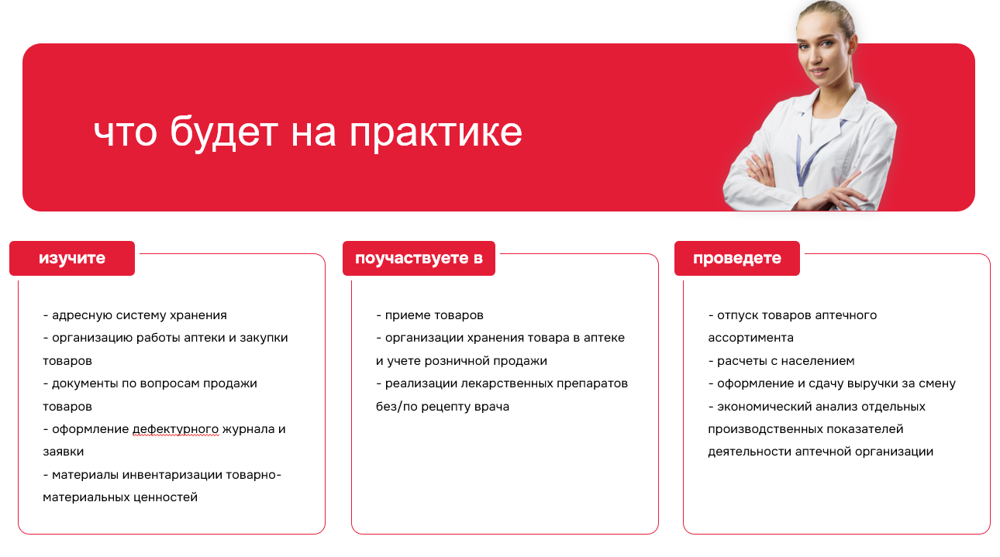 что будет на практике
изучите
- адресную систему хранения
- организацию работы аптеки и закупки
товаров
- документы по вопросам продажи
товаров
- оформление дефектурного журнала и
заявки
- материалы инвентаризации товарно-
материальных ценностей
поучаствуете в
- приеме товаров
- организации хранения товара в аптеке
и учете розничной продажи
- реализации лекарственных препаратов
без/по рецепту врача
проведете
- отпуск товаров аптечного
ассортимента
- расчеты с населением
- оформление и сдачу выручки за смену
- экономический анализ отдельных
производственных показателей
деятельности аптечной организации